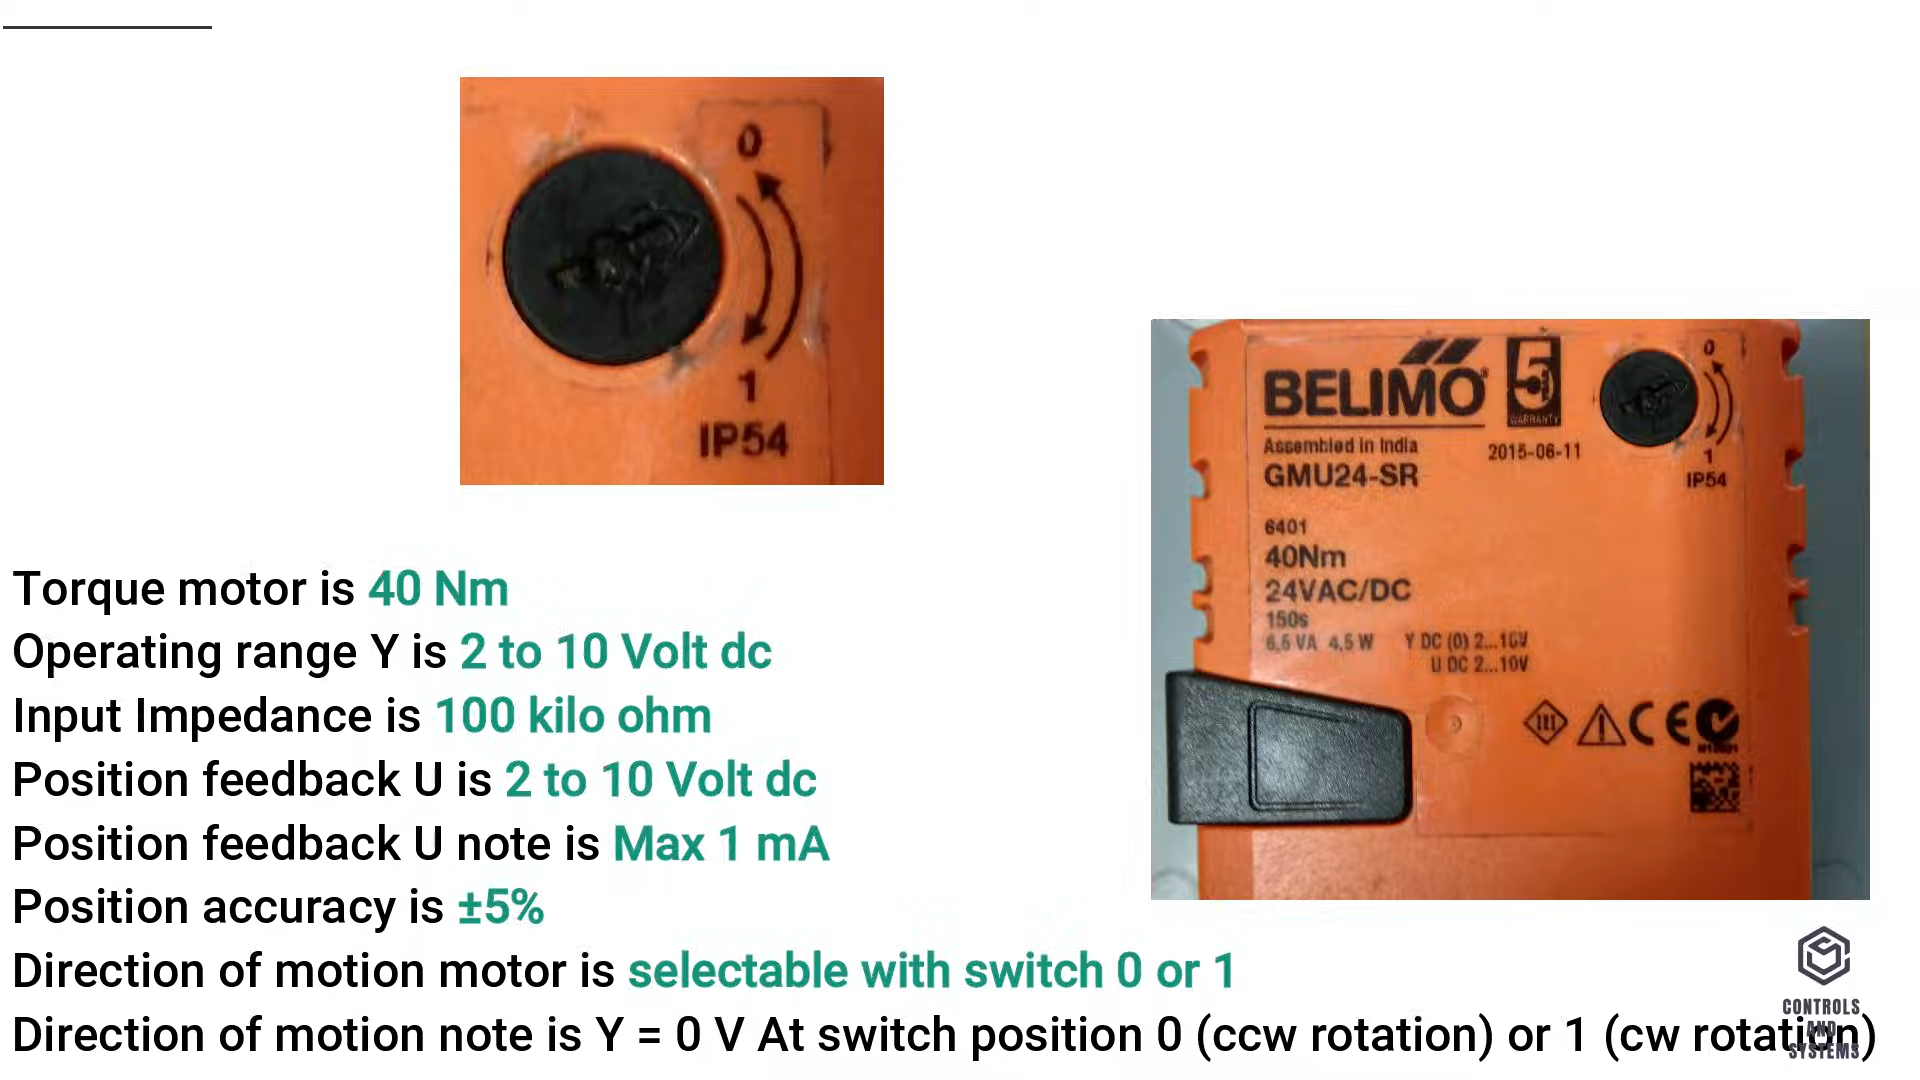 0
1
IP54
BELIMO®
5
WARRANTY
0
1
IP54
Assembled in India
2015-06-11
GMU24-SR
6401
40Nm
24VAC/DC
150s
6,5 VA 4,5 W Y DC (0) 2...10V
U DC 2...10V
III
CE
Torque motor is 40 Nm
Operating range Y is 2 to 10 Volt dc
Input Impedance is 100 kilo ohm
Position feedback U is 2 to 10 Volt dc
Position feedback U note is Max 1 mA
Position accuracy is ±5%
Direction of motion motor is selectable with switch 0 or 1
Direction of motion note is Y = 0 V At switch position 0 (ccw rotation) or 1 (cw rotation)
CONTROLS
AND
SYSTEMS